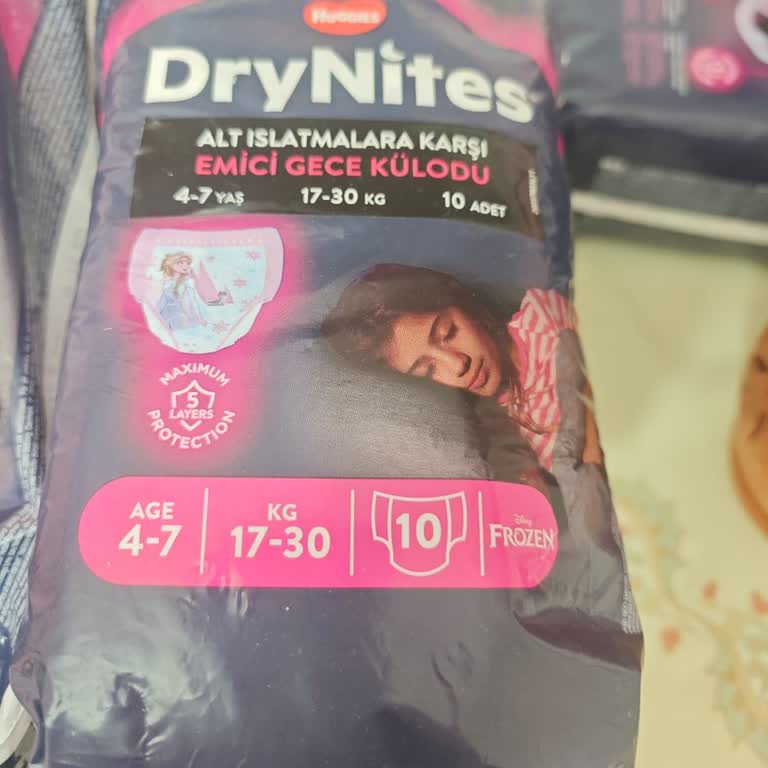 HUGGIES
DryNites
ALT ISLATMALARA KARŞI
EMİCİ GECE KÜLODU
4-7 YAŞ 17-30 KG 10 ADET
MAXIMUM
5
LAYERS
PROTECTION
AGE
4-7
KG
17-30
10
Disney
FROZEN